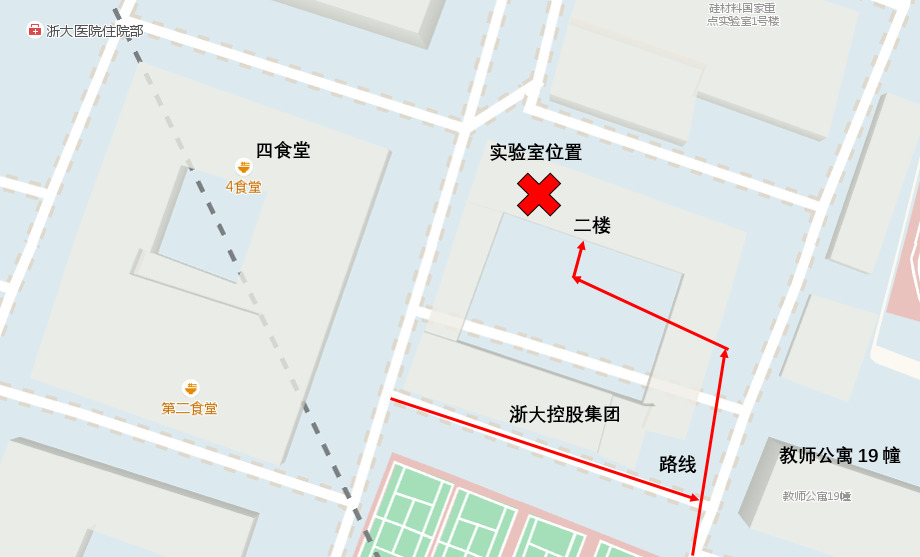 硅材料国家重
点实验室1号楼
浙大医院住院部
四食堂
4食堂
实验室位置
二楼
第二食堂
浙大控股集团
路线
教师公寓 19 幢
教师公寓19幢